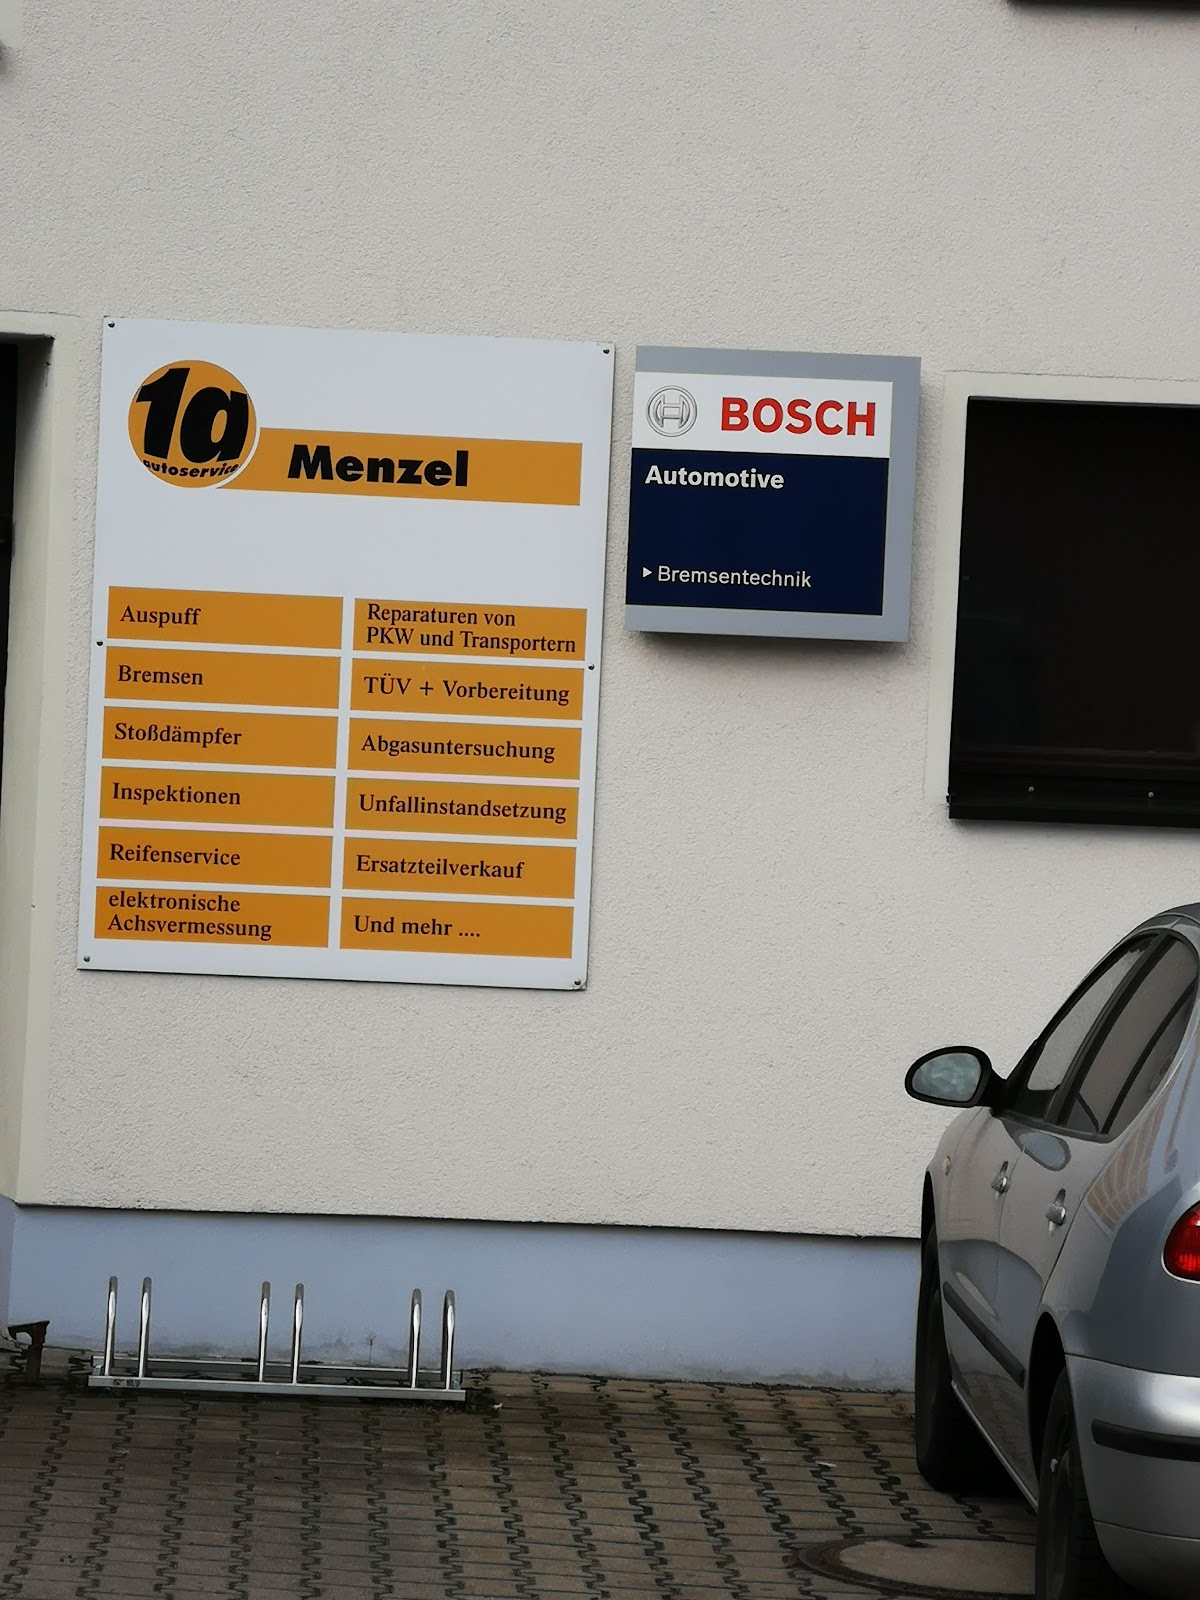 1a
autoservice
Menzel
Auspuff
Bremsen
Stoßdämpfer
Inspektionen
Reifenservice
elektronische
Achsvermessung
Reparaturen von
PKW und Transportern
TÜV + Vorbereitung
Abgasuntersuchung
Unfallinstandsetzung
Ersatzteilverkauf
Und mehr ....
BOSCH
Automotive
Bremsentechnik